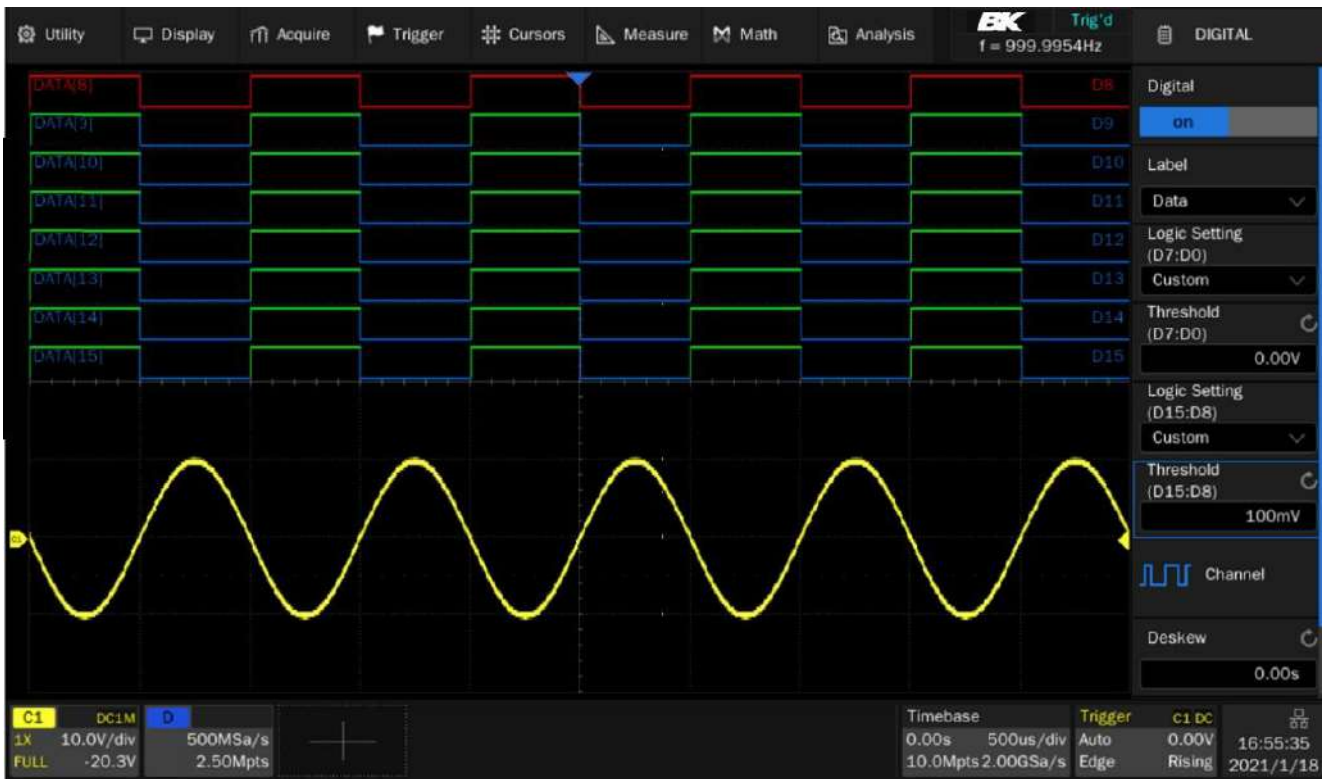 Utility Display Acquire Trigger Cursors Measure Math Analysis
BK Trig'd
f = 999.9954Hz
DIGITAL
DATA[8] D8
DATA[9] D9
DATA[10] D10
DATA[11] D11
DATA[12] D12
DATA[13] D13
DATA[14] D14
DATA[15] D15
C1
Digital
on
Label
Data
Logic Setting
(D7:D0)
Custom
Threshold
(D7:D0)
0.00V
Logic Setting
(D15:D8)
Custom
Threshold
(D15:D8)
100mV
Channel
Deskew
0.00s
C1 DC1M
1X 10.0V/div
FULL -20.3V
D
500MSa/s
2.50Mpts
Timebase
0.00s 500us/div
10.0Mpts 2.00GSa/s
Trigger C1 DC
Auto 0.00V
Edge Rising
16:55:35
2021/1/18